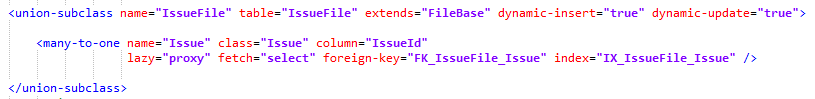 <union-subclass name="IssueFile" table="IssueFile" extends="FileBase" dynamic-insert="true" dynamic-update="true">
<many-to-one name="Issue" class="Issue" column="IssueId"
lazy="proxy" fetch="select" foreign-key="FK_IssueFile_Issue" index="IX_IssueFile_Issue" />
</union-subclass>